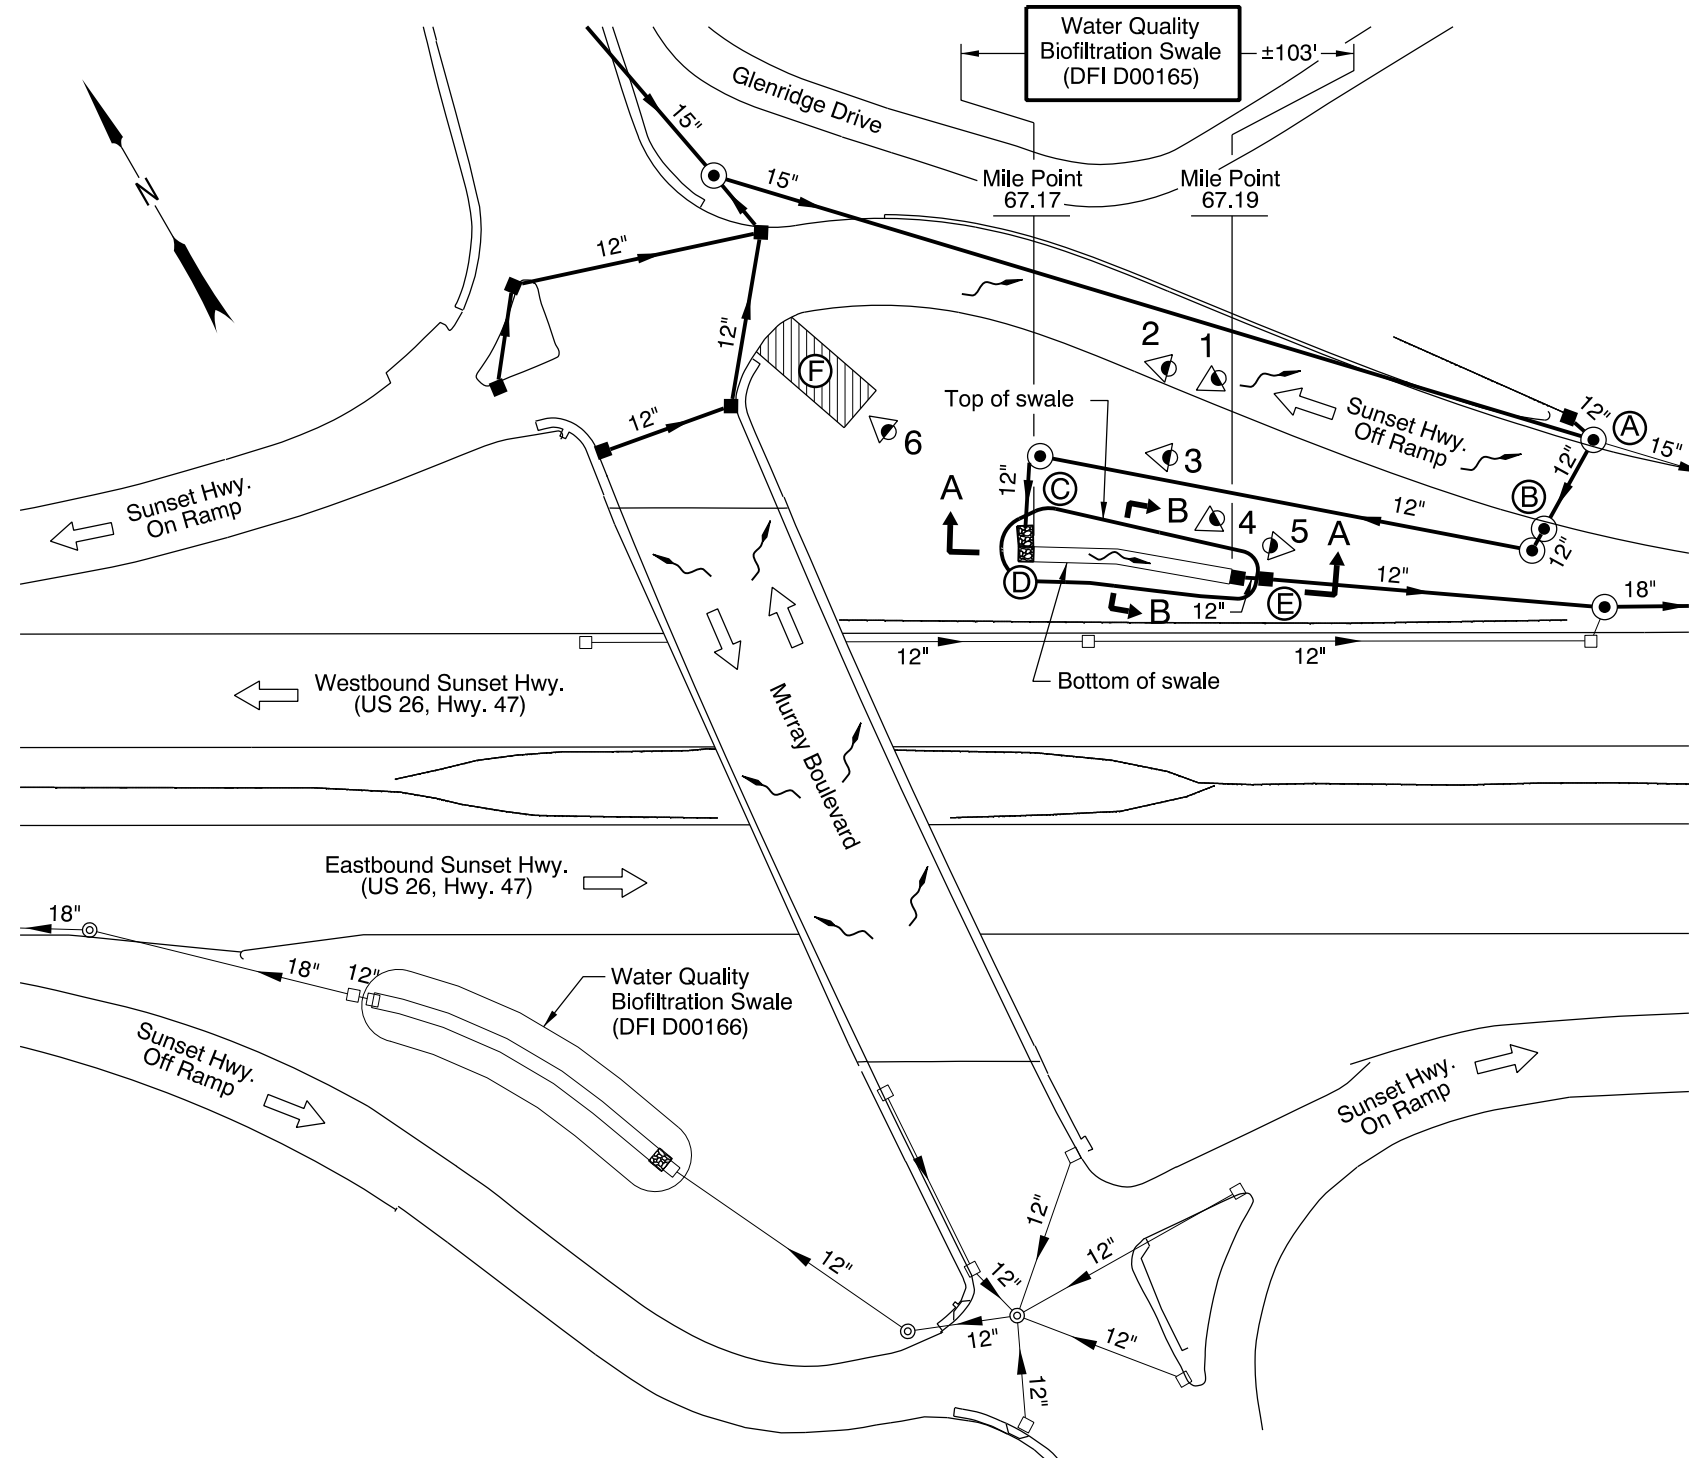 Water Quality
Biofiltration Swale
(DFI D00165)
±103'
Glenridge Drive
15"
N
15"
Mile Point
67.17
Mile Point
67.19
12"
12"
2
1
F
Top of swale
12"
A
15"
Sunset Hwy.
Off Ramp
12"
6
3
12"
12"
C
B
A
B
4
5
A
12"
12"
Sunset Hwy.
On Ramp
D
B
12"
E
12"
18"
12"
12"
Westbound Sunset Hwy.
(US 26, Hwy. 47)
Bottom of swale
Murray Boulevard
Eastbound Sunset Hwy.
(US 26, Hwy. 47)
18"
18"
12"
Water Quality
Biofiltration Swale
(DFI D00166)
Sunset Hwy.
Off Ramp
Sunset Hwy.
On Ramp
12"
12"
12"
12"
12"
12"
12"